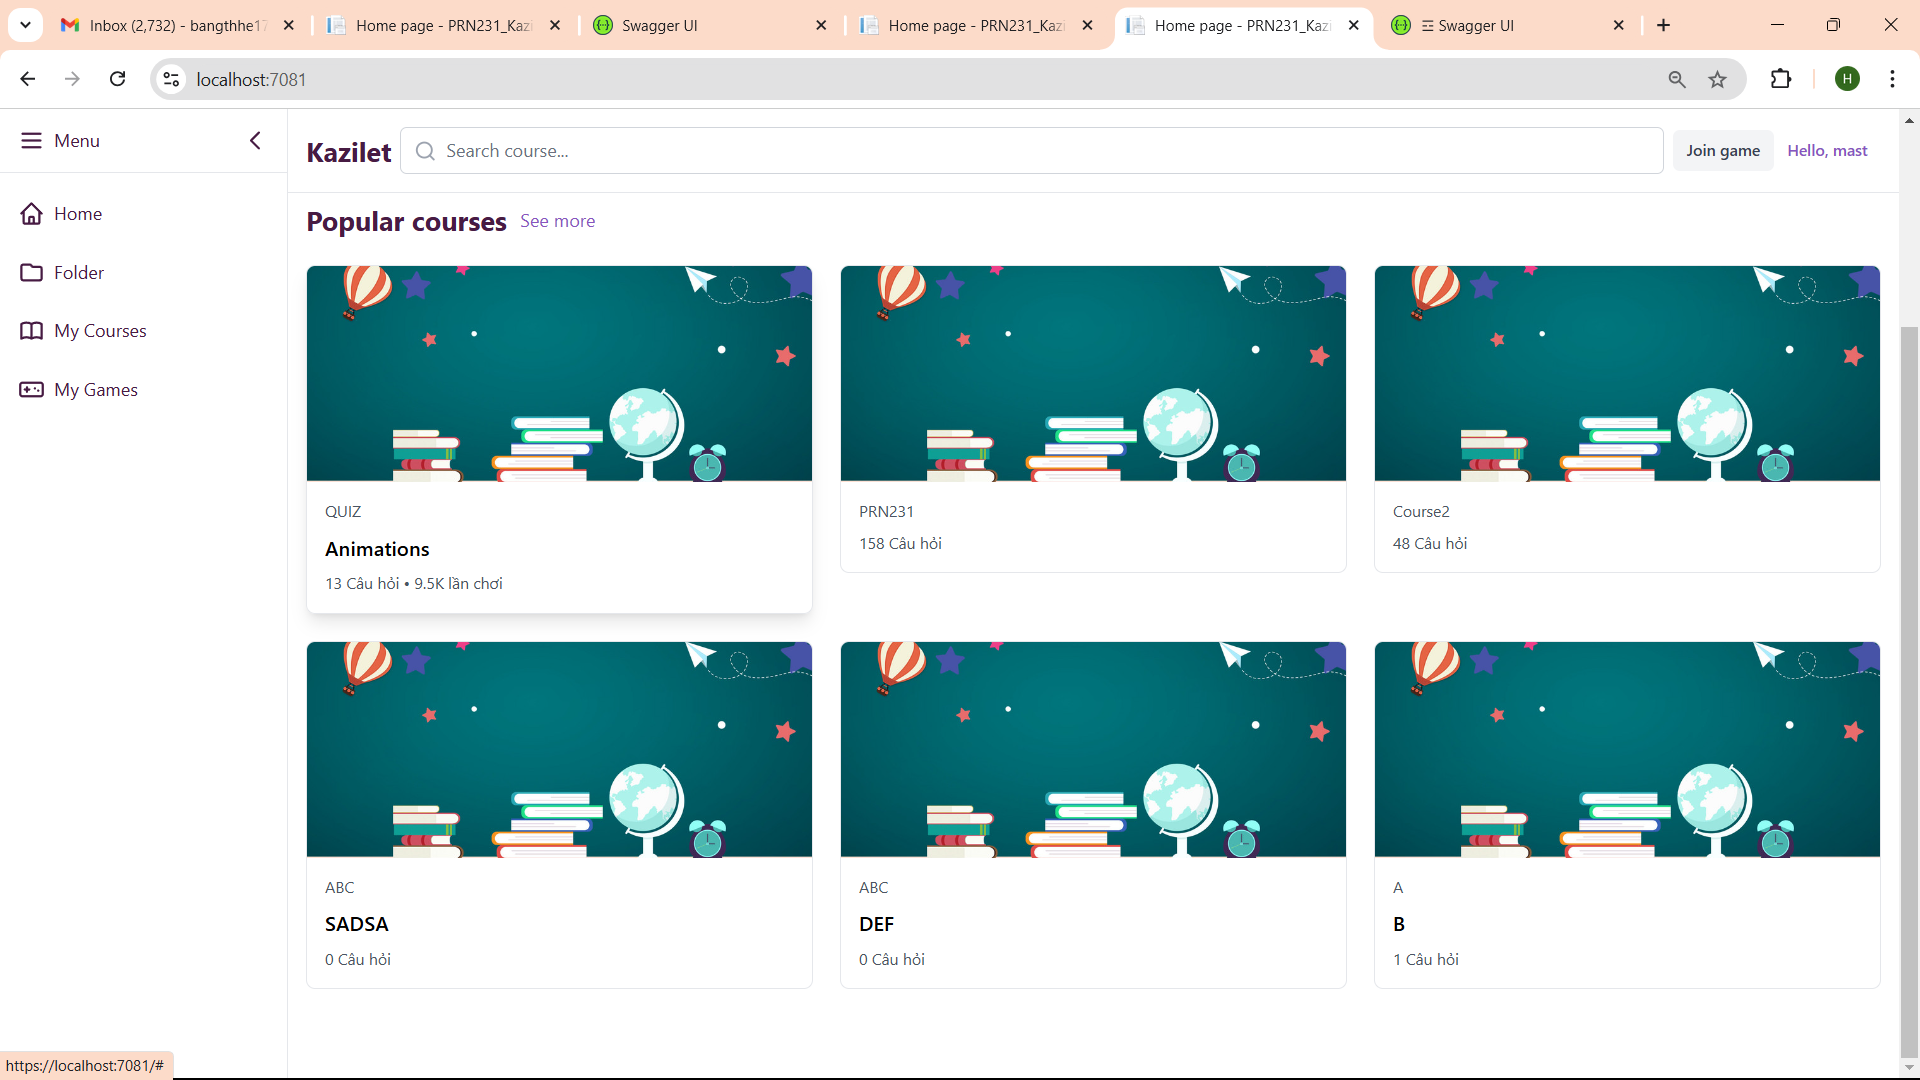 Inbox (2,732) - bangthhe17
Home page - PRN231_Kazi
Swagger UI
Home page - PRN231_Kazi
Home page - PRN231_Kazi
Swagger UI
localhost:7081
H
Menu
Kazilet
Search course...
Join game
Hello, mast
Home
Folder
My Courses
My Games
Popular courses
See more
QUIZ
Animations
13 Câu hỏi • 9.5K lần chơi
PRN231
158 Câu hỏi
Course2
48 Câu hỏi
ABC
SADSA
0 Câu hỏi
ABC
DEF
0 Câu hỏi
A
B
1 Câu hỏi
https://localhost:7081/#